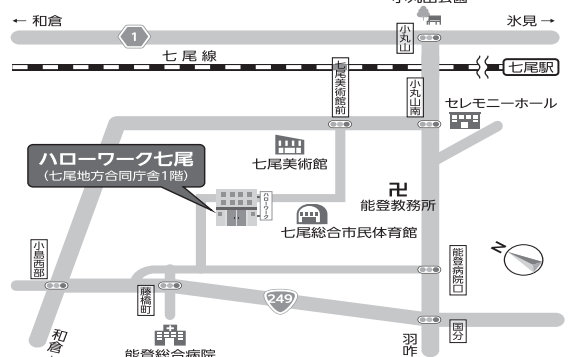 小丸山公園
← 和倉
1
小丸山
氷見 →
七尾線
七尾駅
七尾美術館前
小丸山南
セレモニーホール
ハローワーク七尾
(七尾地方合同庁舎1階)
七尾美術館
ハローワーク
能登教務所
七尾総合市民体育館
小島西部
藤橋町
249
能登病院口
N
国分
和倉
能登総合病院
羽咋